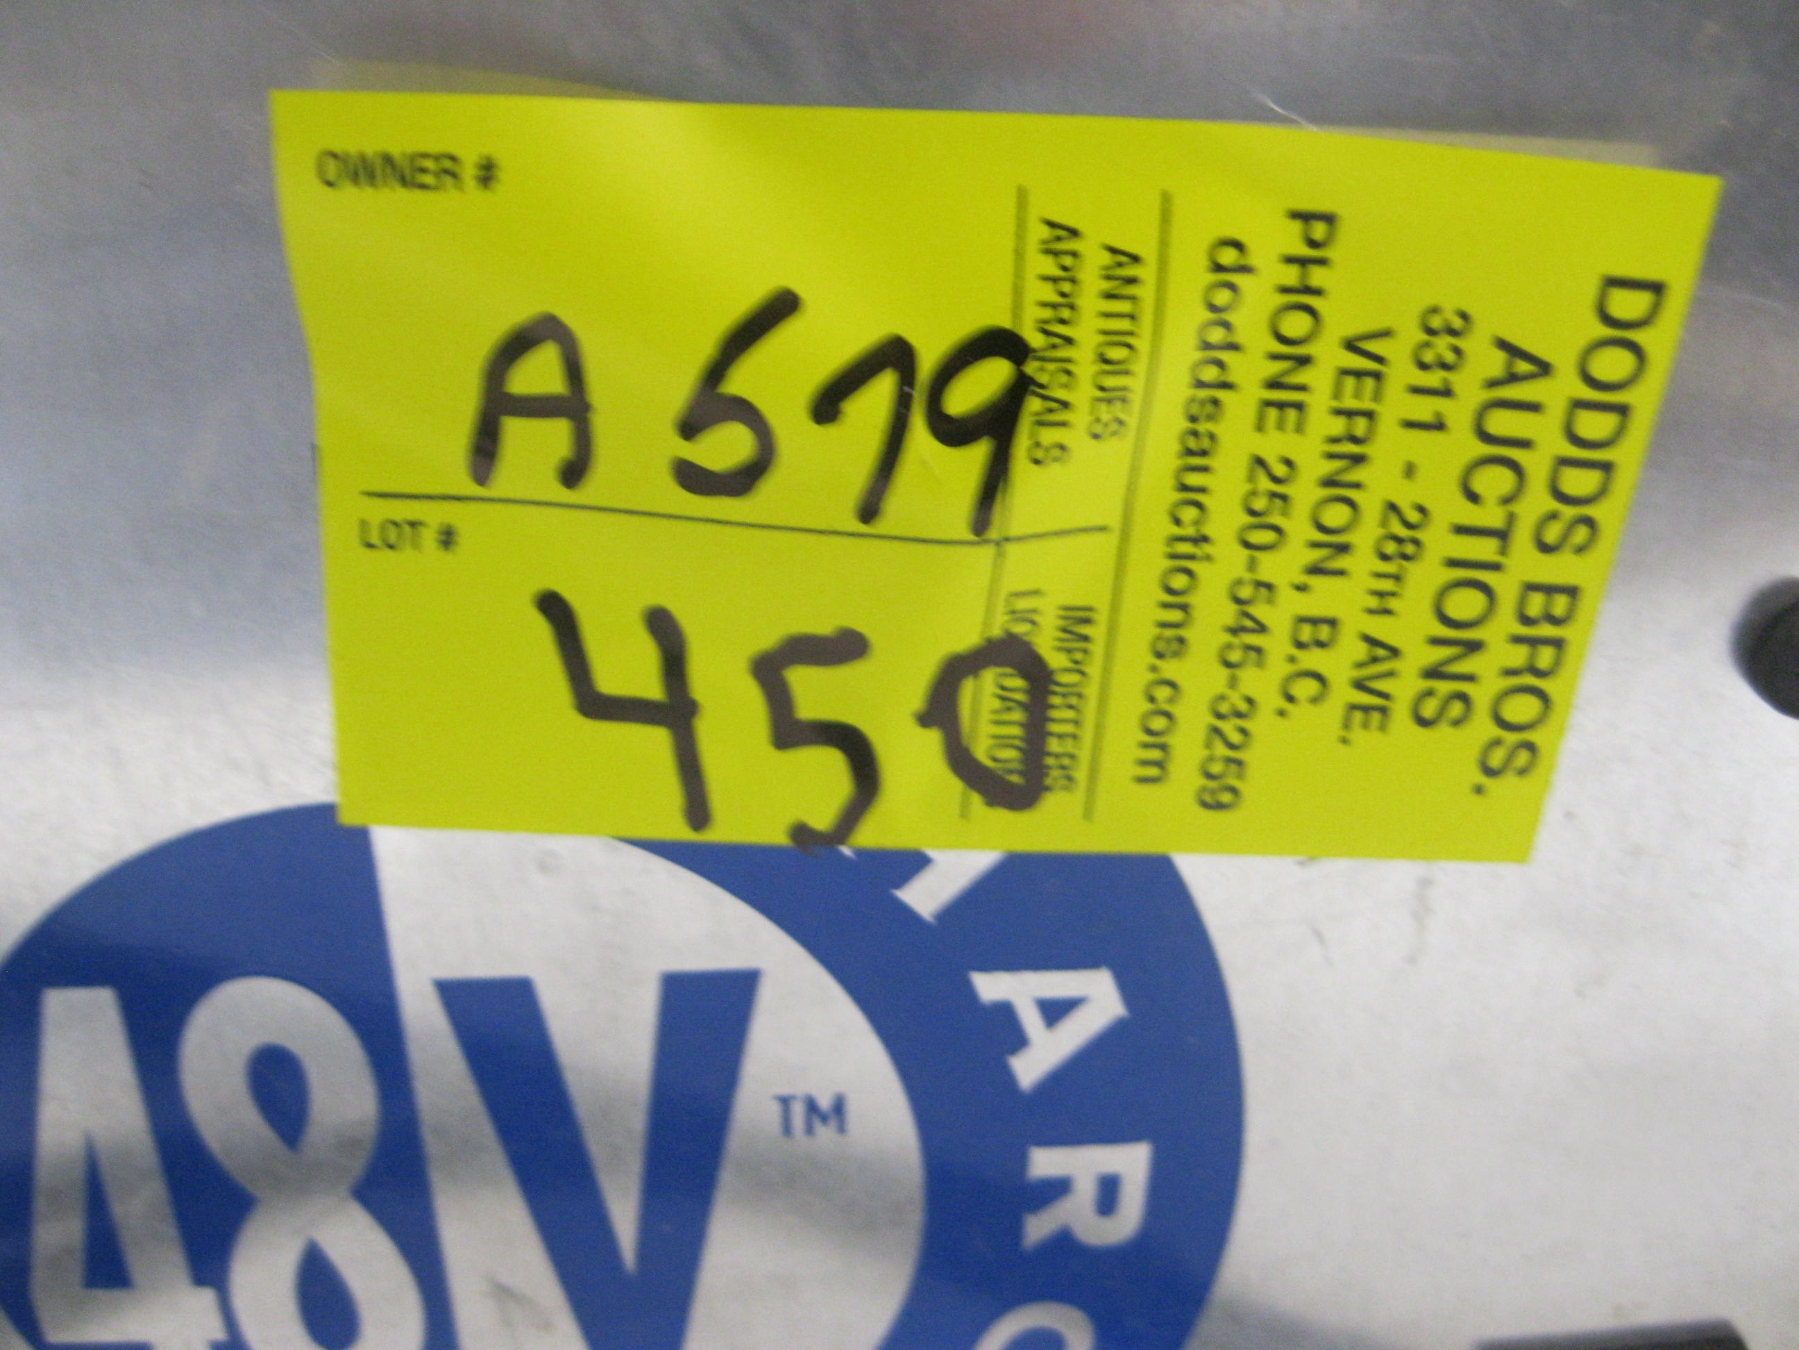 OWNER #
A579
LOT #
450
ANTIQUES
APPRAISALS
IMPORTERS
DODDS BROS.
AUCTIONS
3311 - 28TH AVE.
VERNON, B.C.
PHONE 250-545-3259
doddsauctions.com
48V
TM